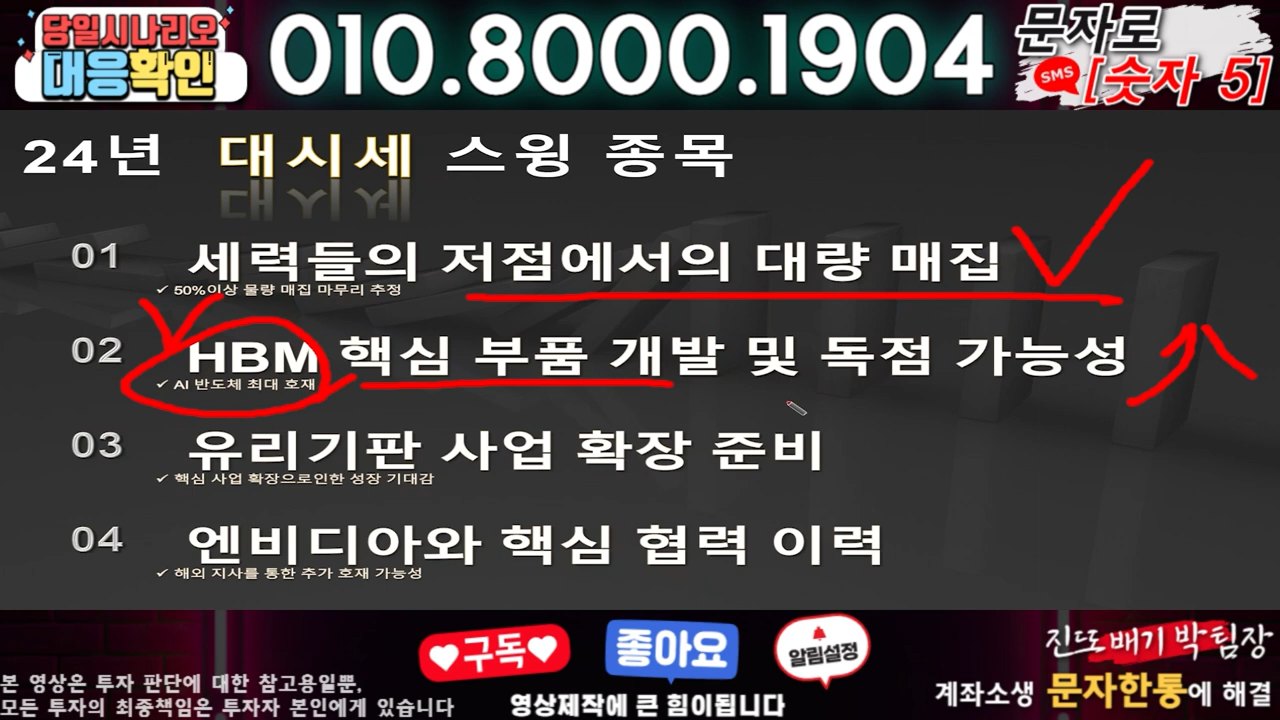 당일시나리오
대응확인
010.8000.1904
문자로
SMS
[숫자 5]
24년 대시세 스윙 종목
01 세력들의 저점에서의 대량 매집
✓ 50%이상 물량 매집 마무리 추정
02 HBM 핵심 부품 개발 및 독점 가능성
✓ AI 반도체 최대 호재
03 유리기판 사업 확장 준비
✓ 핵심 사업 확장으로인한 성장 기대감
04 엔비디아와 핵심 협력 이력
✓ 해외 지사를 통한 추가 호재 가능성
구독
좋아요
알림설정
진또배기 박팀장
본 영상은 투자 판단에 대한 참고용일뿐,
모든 투자의 최종책임은 투자자 본인에게 있습니다
영상제작에 큰 힘이됩니다
계좌소생 문자한통에 해결